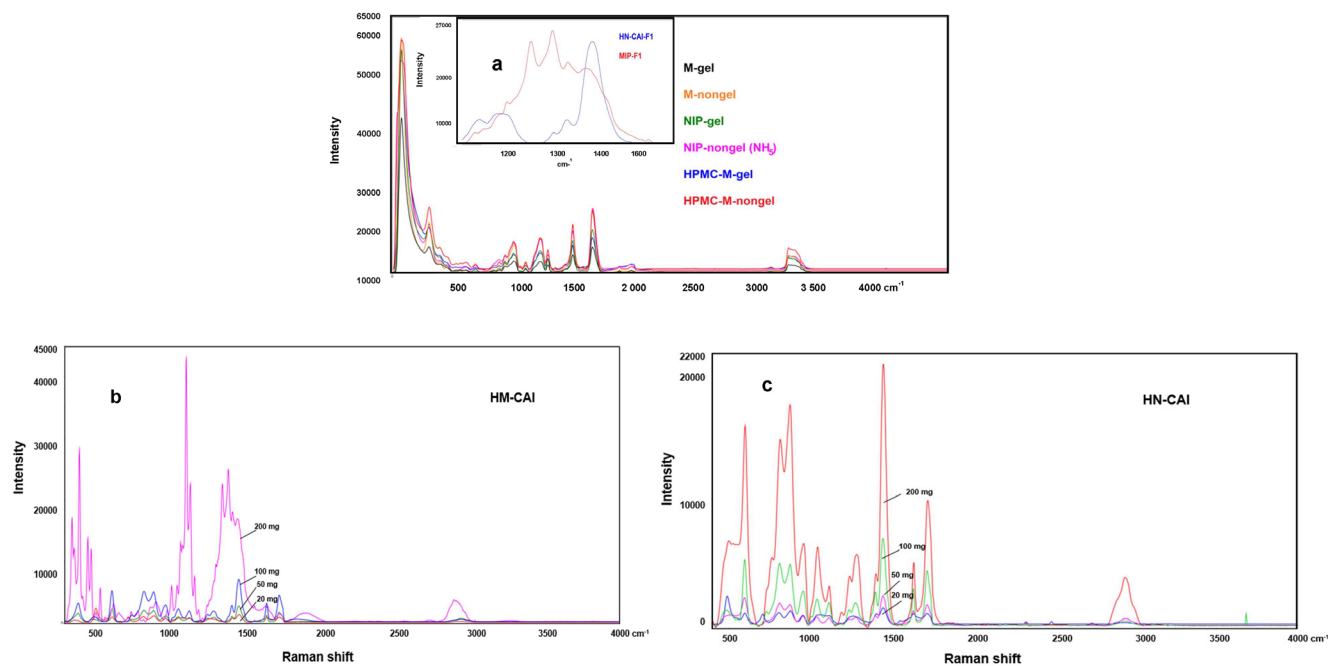 65000
60000
50000
40000
30000
20000
10000
Intensity
27000
20000
10000
Intensity
a
HN-CAI-F1
MIP-F1
1200 1300 1400 1600
cm-¹
M-gel
M-nongel
NIP-gel
NIP-nongel (NH₅)
HPMC-M-gel
HPMC-M-nongel
500 1000 1500 2 000 2500 3000 3 500 4000 cm⁻¹
45000
40000
30000
20000
10000
0
Intensity
b
HM-CAI
200 mg
100 mg
50 mg
20 mg
500 1000 1500 2000 2500 3000 3500 4000 cm-¹
Raman shift
22000
20000
10000
0
Intensity
c
HN-CAI
200 mg
100 mg
50 mg
20 mg
500 1000 1500 2000 2500 3000 3500 4000 cm-¹
Raman shift